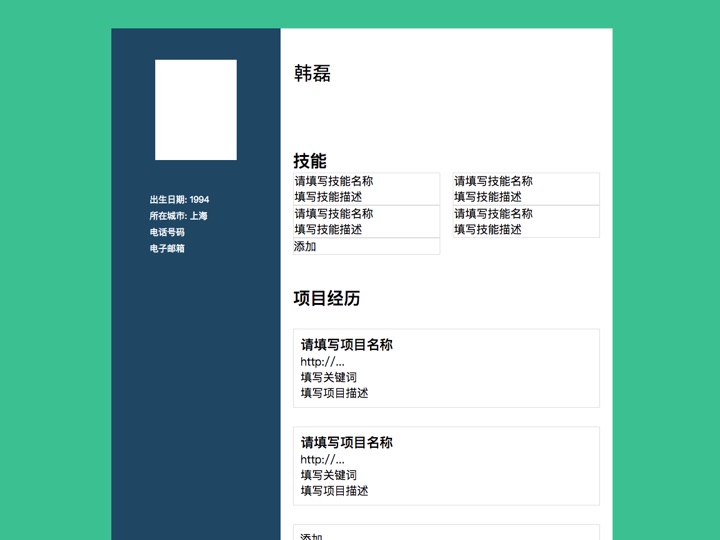 出生日期: 1994
所在城市: 上海
电话号码
电子邮箱
韩磊
技能
请填写技能名称
填写技能描述
请填写技能名称
填写技能描述
请填写技能名称
填写技能描述
请填写技能名称
填写技能描述
添加
项目经历
请填写项目名称
http://...
填写关键词
填写项目描述
请填写项目名称
http://...
填写关键词
填写项目描述
添加